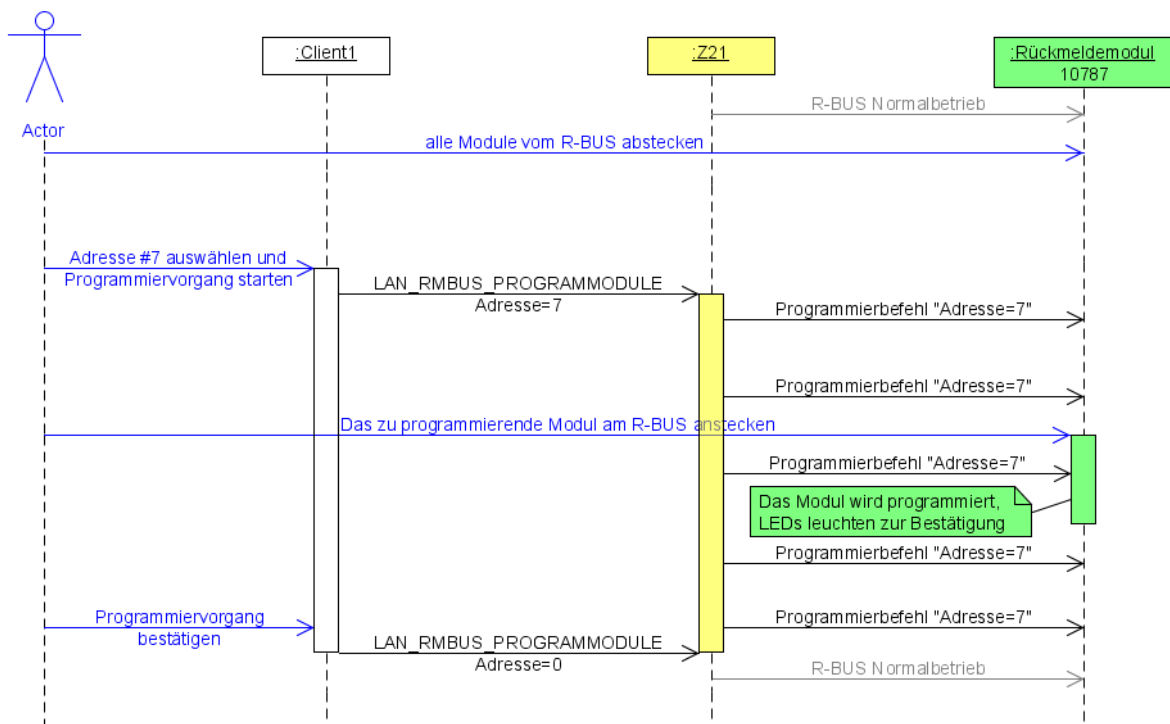 :Client1
:Z21
:Rückmeldemodul
10787
R-BUS Normalbetrieb
Actor
alle Module vom R-BUS abstecken
Adresse #7 auswählen und
Programmiervorgang starten
LAN_RMBUS_PROGRAMMODULE
Adresse=7
Programmierbefehl "Adresse=7"
Programmierbefehl "Adresse=7"
Das zu programmierende Modul am R-BUS anstecken
Programmierbefehl "Adresse=7"
Das Modul wird programmiert,
LEDs leuchten zur Bestätigung
Programmierbefehl "Adresse=7"
Programmiervorgang
bestätigen
Programmierbefehl "Adresse=7"
LAN_RMBUS_PROGRAMMODULE
Adresse=0
R-BUS Normalbetrieb